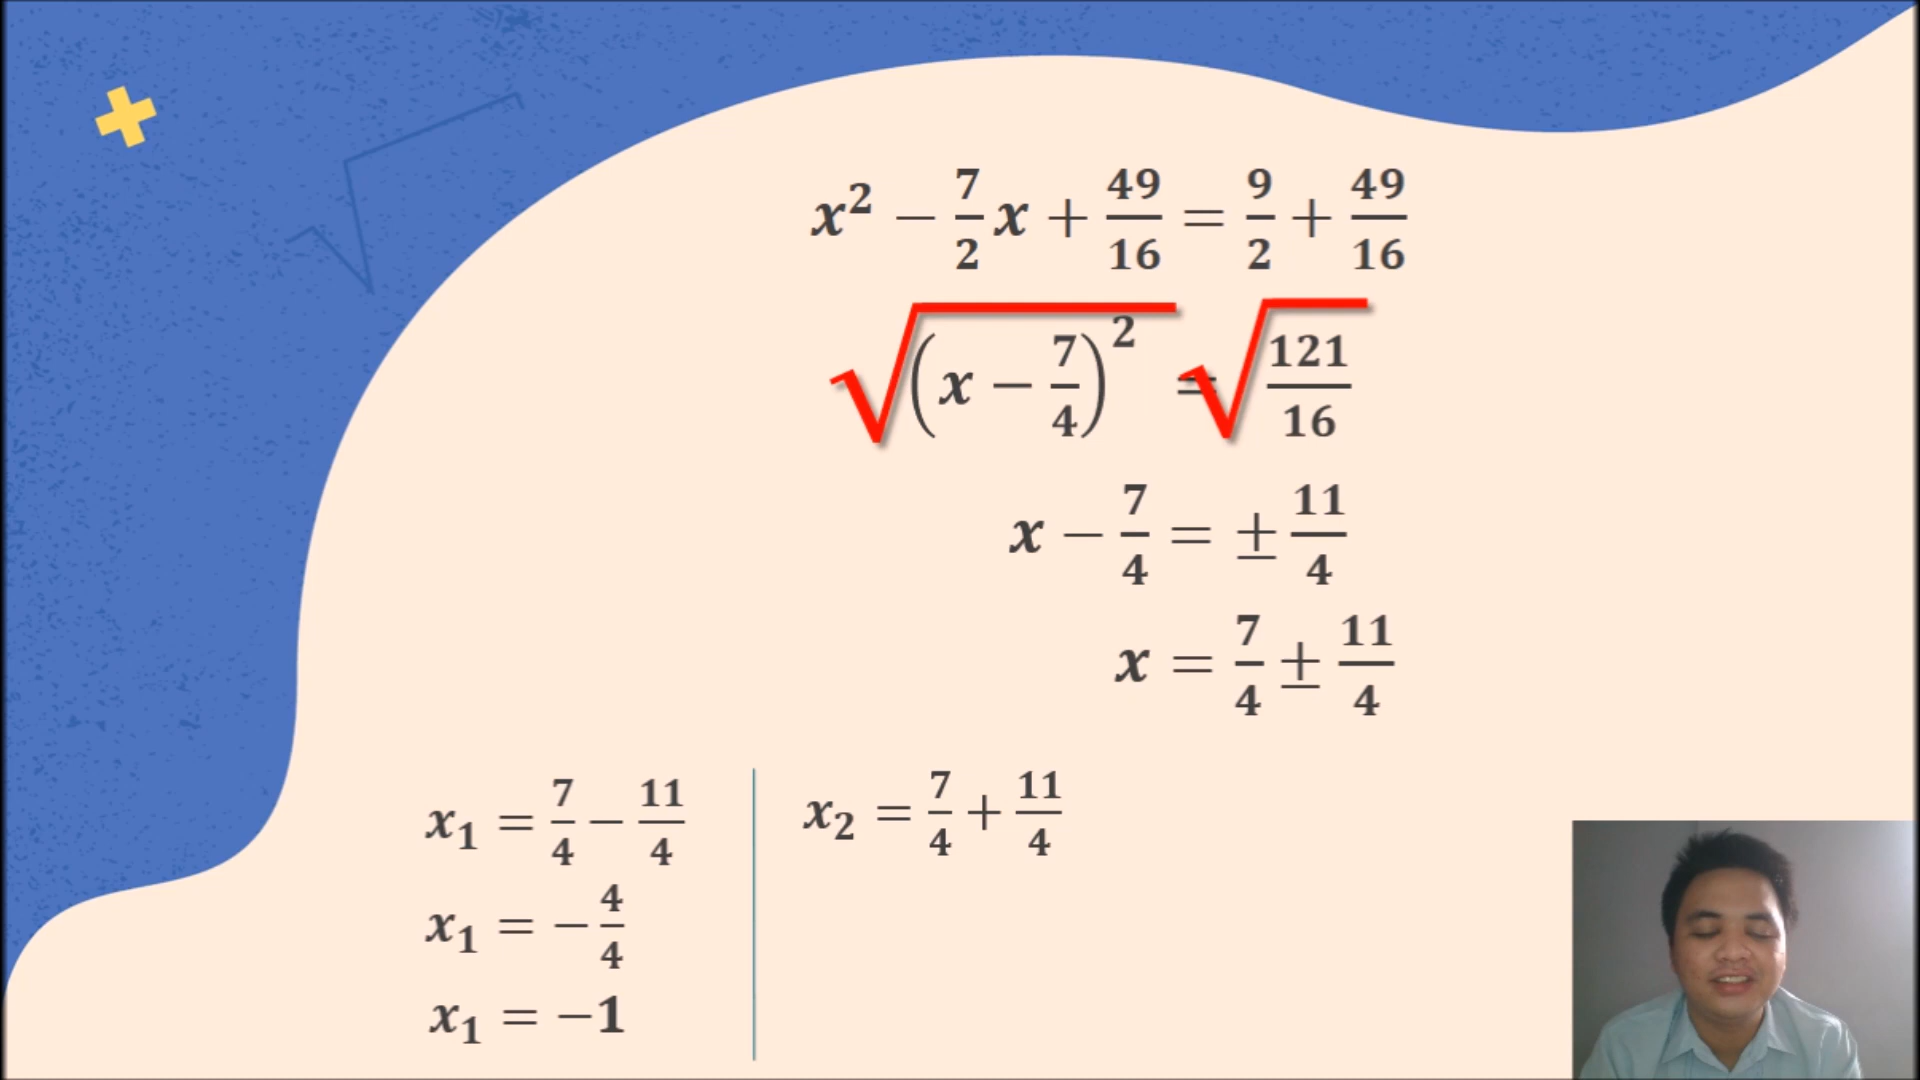 x² − 7/2 x + 49/16 = 9/2 + 49/16
√(x − 7/4)² = √121/16
x − 7/4 = ± 11/4
x = 7/4 ± 11/4
x₁ = 7/4 − 11/4
x₁ = − 4/4
x₁ = −1
x₂ = 7/4 + 11/4